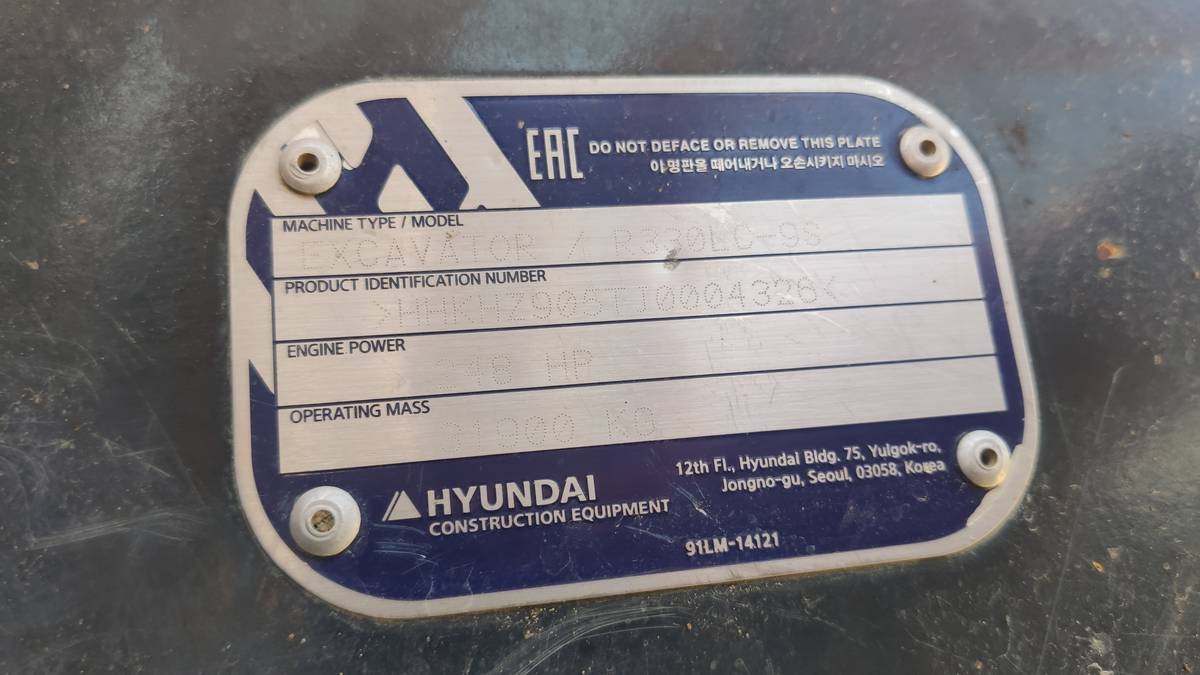 EAC DO NOT DEFACE OR REMOVE THIS PLATE
이 명판을 떼어내거나 오손시키지 마시오
MACHINE TYPE / MODEL
EXCAVATOR / R330LC-9S
PRODUCT IDENTIFICATION NUMBER
>HHKHZ905TJ0004326<
ENGINE POWER
248 HP
OPERATING MASS
31900 KG
HYUNDAI
CONSTRUCTION EQUIPMENT
12th Fl., Hyundai Bldg. 75, Yulgok-ro,
Jongno-gu, Seoul, 03058, Korea
91LM-14121